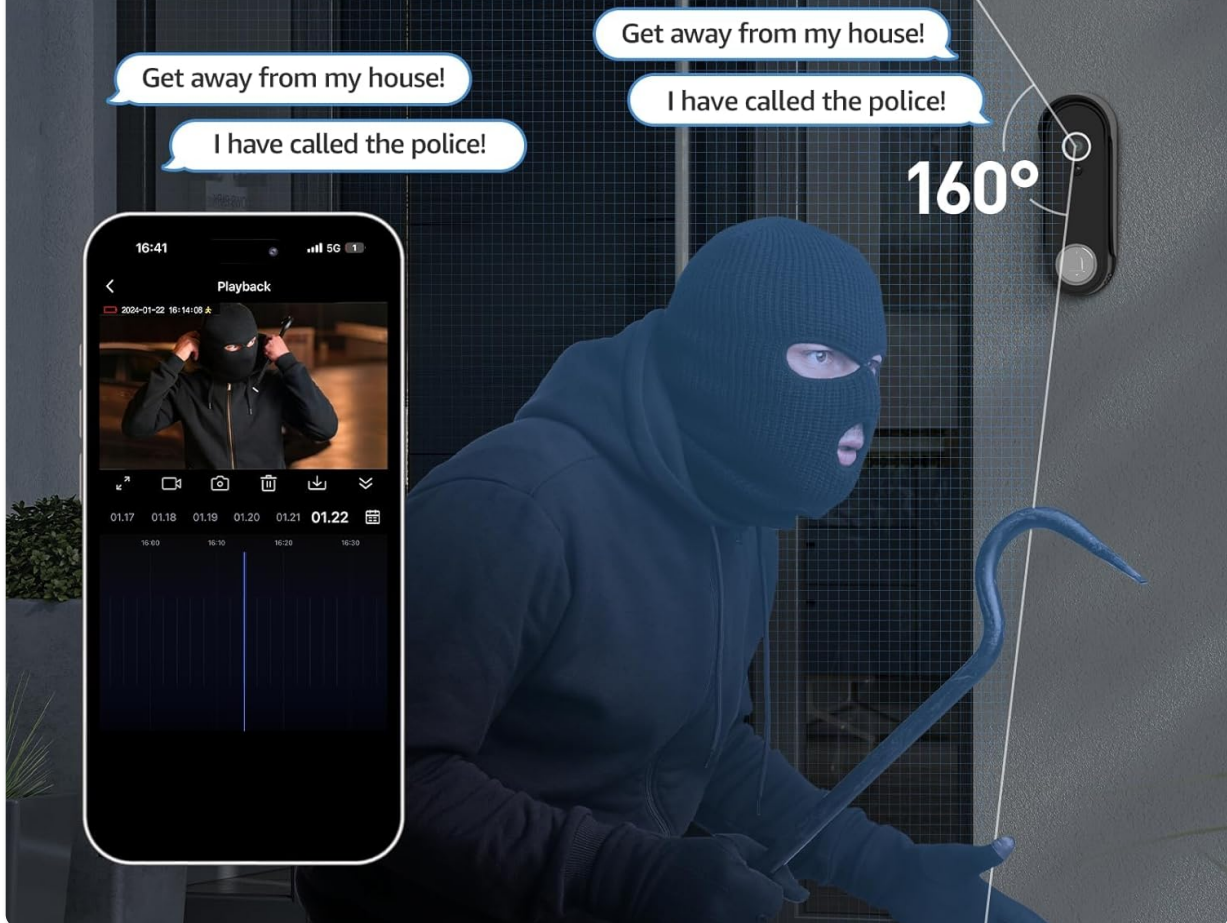 Get away from my house!
I have called the police!
Get away from my house!
I have called the police!
160°
16:41
5G 1
Playback
2024-01-22 16:14:08
01.17 01.18 01.19 01.20 01.21 01.22
16:00 16:10 16:20 16:30